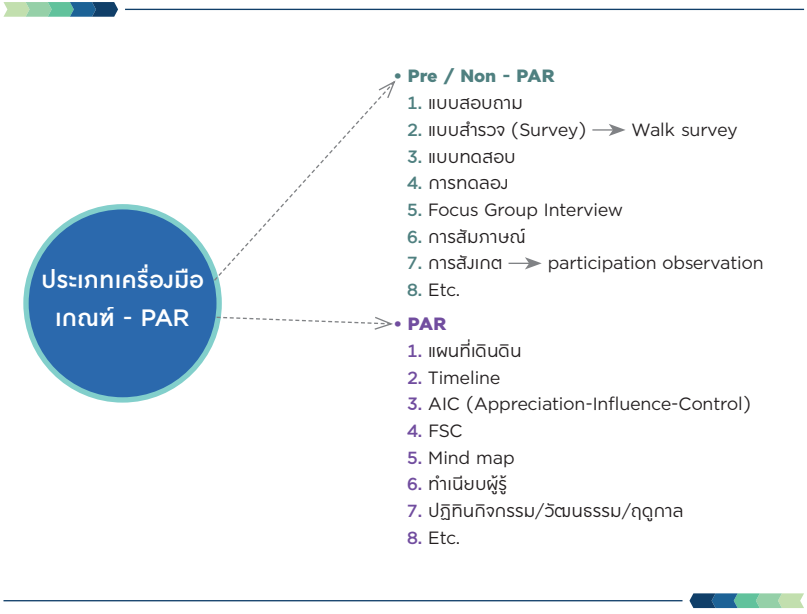 ประเภทเครื่องมือ
เกณฑ์ - PAR
• Pre / Non - PAR
1. แบบสอบถาม
2. แบบสำรวจ (Survey) → Walk survey
3. แบบทดสอบ
4. การทดลอง
5. Focus Group Interview
6. การสัมภาษณ์
7. การสังเกต → participation observation
8. Etc.
• PAR
1. แผนที่เดินดิน
2. Timeline
3. AIC (Appreciation-Influence-Control)
4. FSC
5. Mind map
6. ทำเนียบผู้รู้
7. ปฏิทินกิจกรรม/วัฒนธรรม/ฤดูกาล
8. Etc.